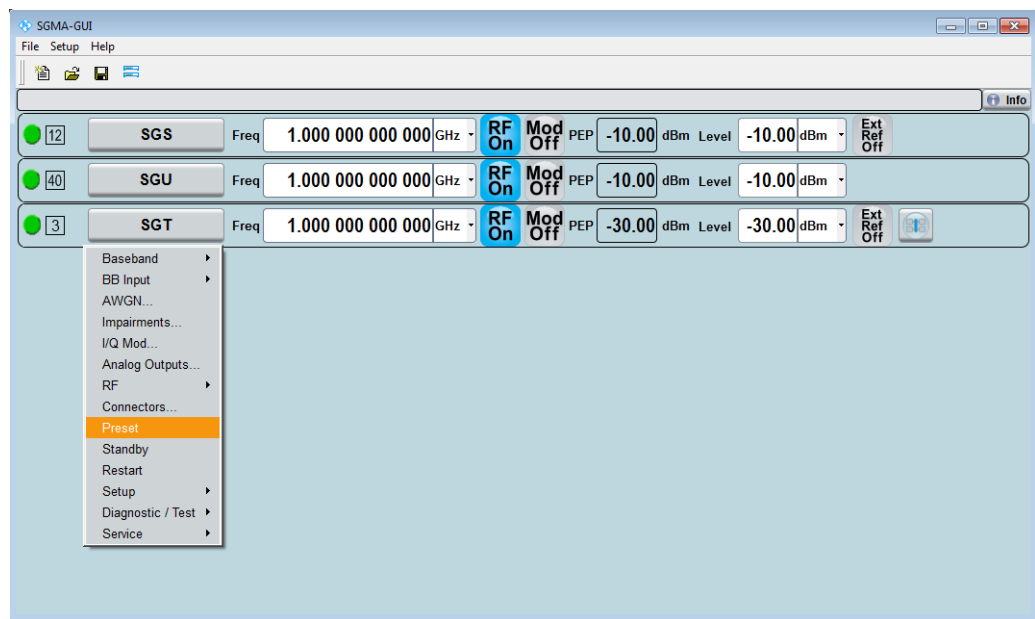 SGMA-GUI
File Setup Help
Info
12 SGS Freq 1.000 000 000 000 GHz RF On Mod Off PEP -10.00 dBm Level -10.00 dBm Ext Ref Off
40 SGU Freq 1.000 000 000 000 GHz RF On Mod Off PEP -10.00 dBm Level -10.00 dBm
3 SGT Freq 1.000 000 000 000 GHz RF On Mod Off PEP -30.00 dBm Level -30.00 dBm Ext Ref Off
Baseband
BB Input
AWGN...
Impairments...
I/Q Mod...
Analog Outputs...
RF
Connectors...
Preset
Standby
Restart
Setup
Diagnostic / Test
Service